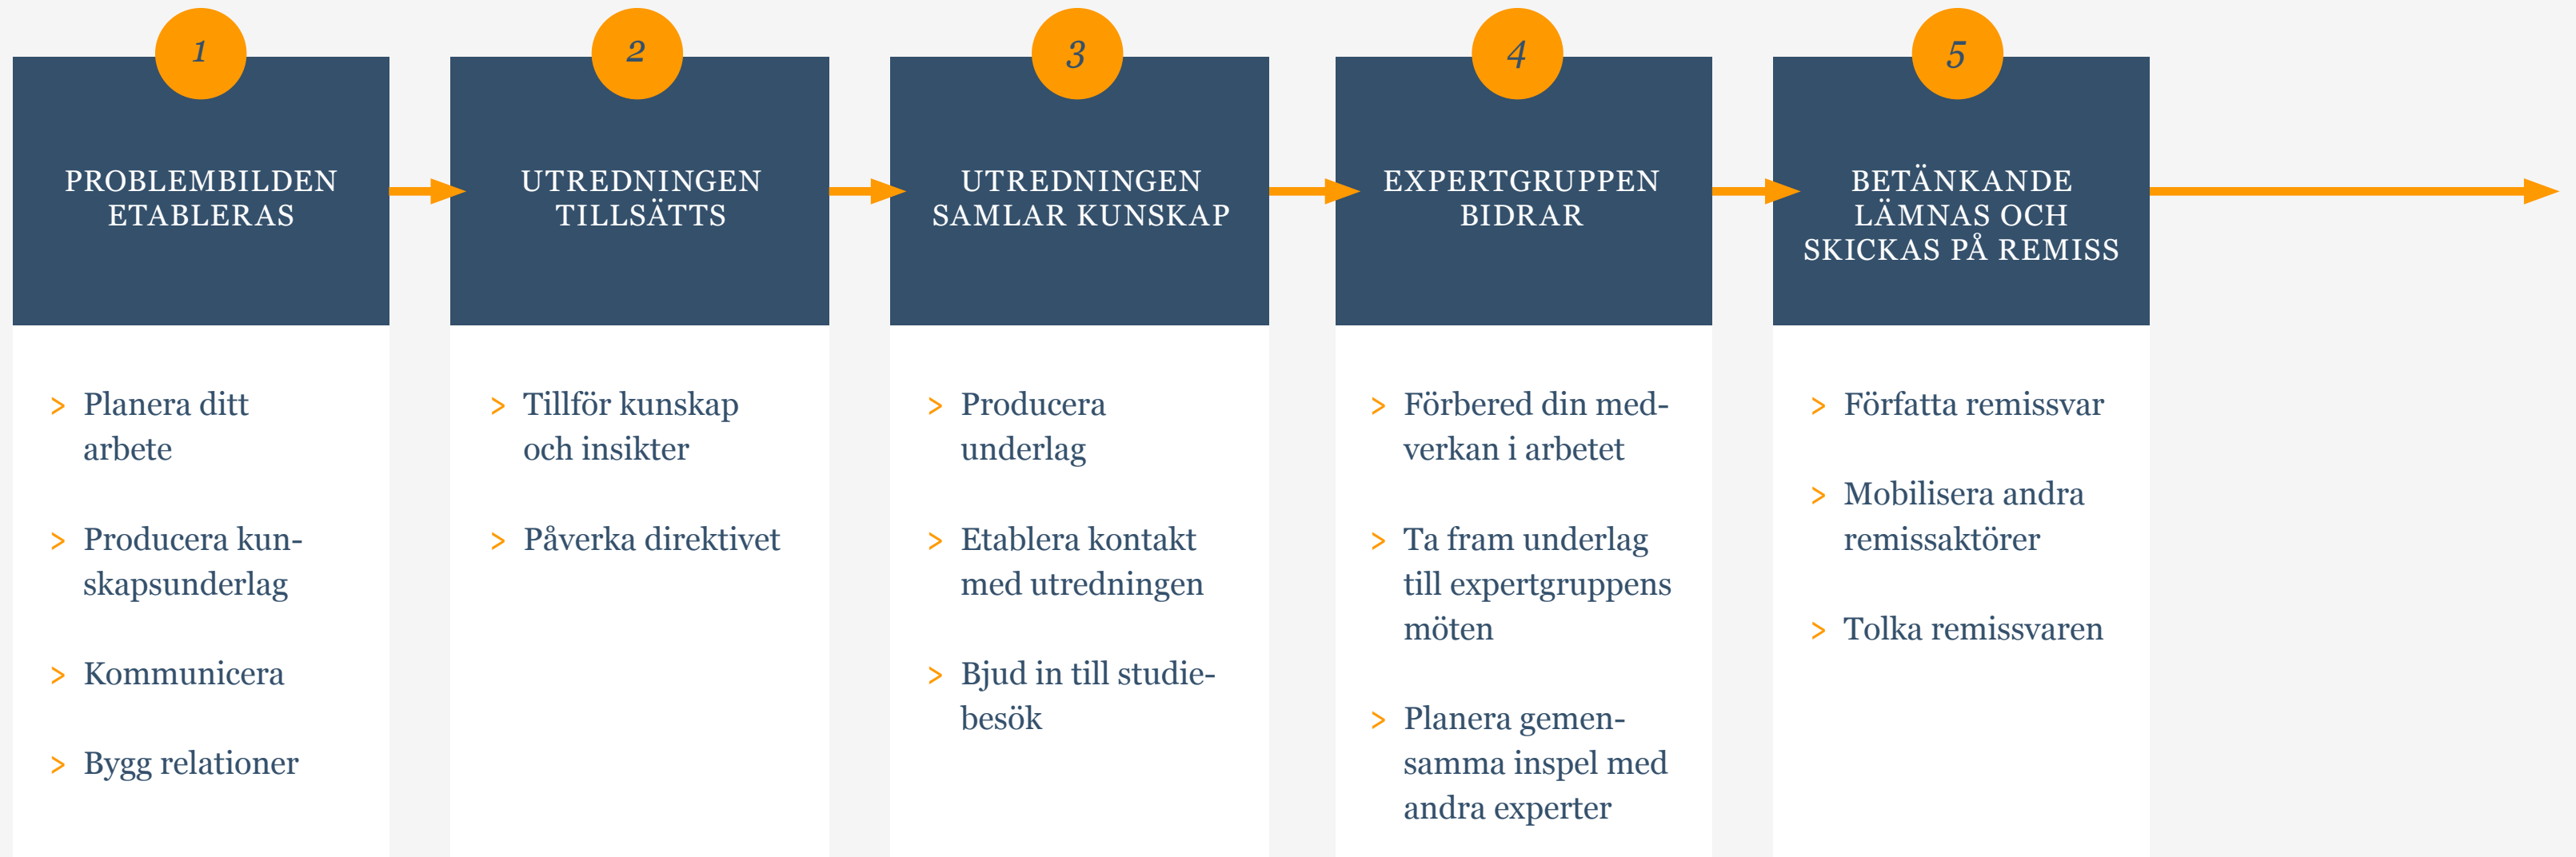 1
PROBLEMBILDEN
ETABLERAS
> Planera ditt
arbete
> Producera kun-
skapsunderlag
> Kommunicera
> Bygg relationer
2
UTREDNINGEN
TILLSÄTTS
> Tillför kunskap
och insikter
> Påverka direktivet
3
UTREDNINGEN
SAMLAR KUNSKAP
> Producera
underlag
> Etablera kontakt
med utredningen
> Bjud in till studie-
besök
4
EXPERTGRUPPEN
BIDRAR
> Förbered din med-
verkan i arbetet
> Ta fram underlag
till expertgruppens
möten
> Planera gemen-
samma inspel med
andra experter
5
BETÄNKANDE
LÄMNAS OCH
SKICKAS PÅ REMISS
> Författa remissvar
> Mobilisera andra
remissaktörer
> Tolka remissvaren